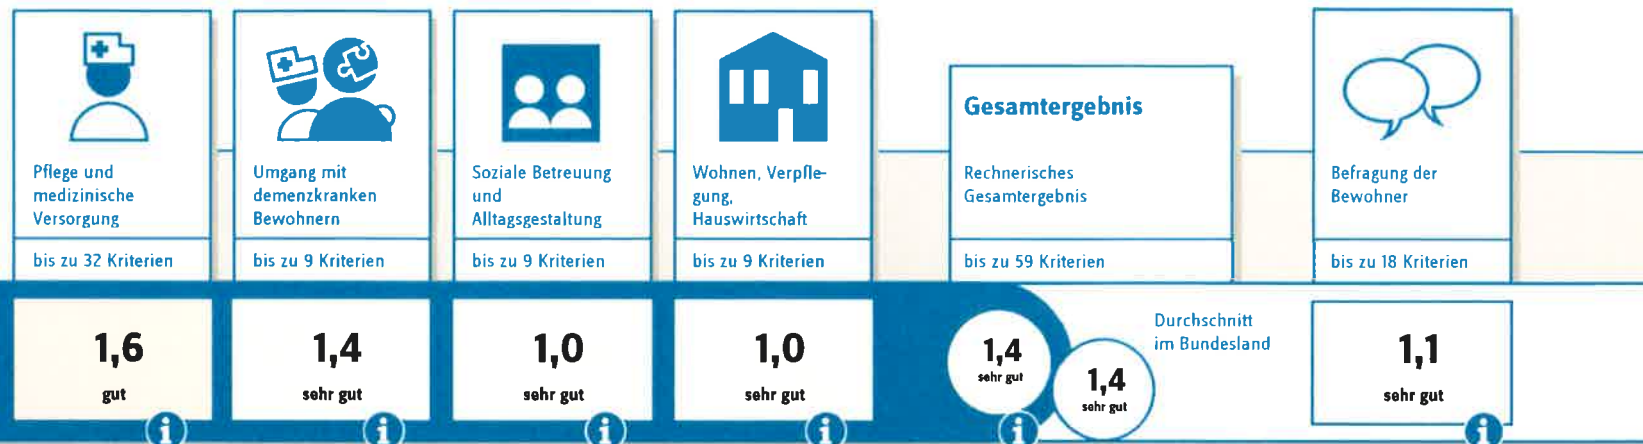 Pflege und
medizinische
Versorgung
bis zu 32 Kriterien
1,6
gut
Umgang mit
demenzkranken
Bewohnern
bis zu 9 Kriterien
1,4
sehr gut
Soziale Betreuung
und
Alltagsgestaltung
bis zu 9 Kriterien
1,0
sehr gut
Wohnen, Verpfle-
gung,
Hauswirtschaft
bis zu 9 Kriterien
1,0
sehr gut
Gesamtergebnis
Rechnerisches
Gesamtergebnis
bis zu 59 Kriterien
1,4
sehr gut
Durchschnitt
im Bundesland
1,4
sehr gut
Befragung der
Bewohner
bis zu 18 Kriterien
1,1
sehr gut
i
i
i
i
i
i